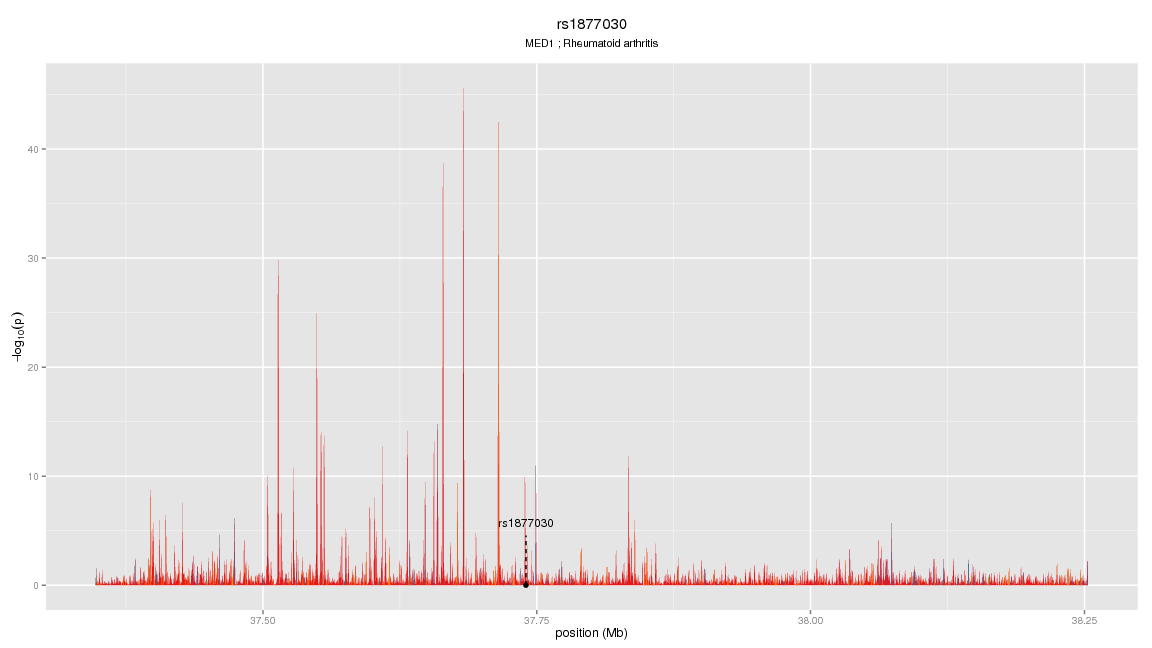 rs1877030
MED1 ; Rheumatoid arthritis
40
30
20
10
0
−log10(p)
rs1877030
37.50
37.75
38.00
38.25
position (Mb)